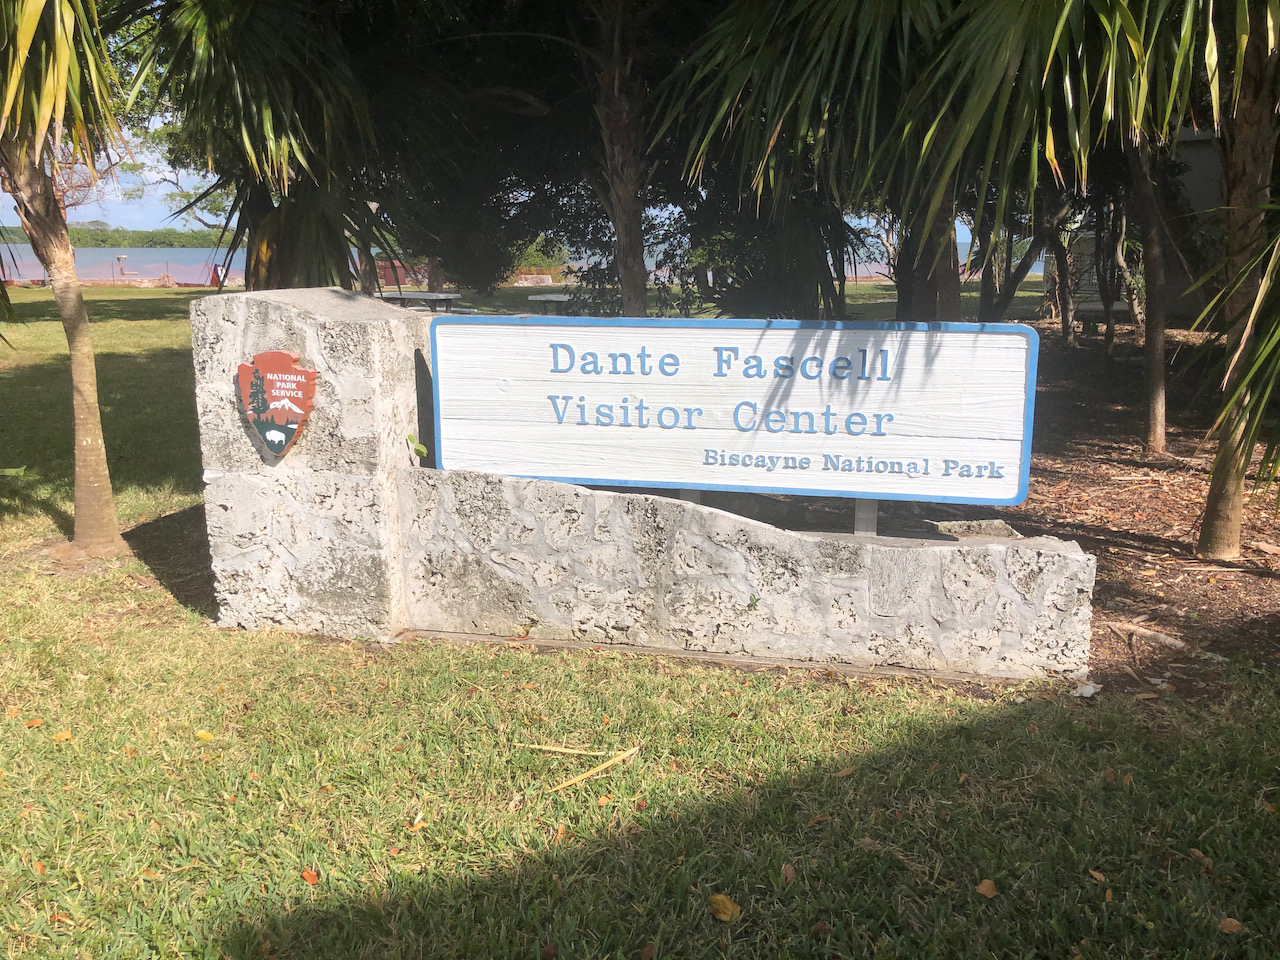 NATIONAL
PARK
SERVICE
Dante Fascell
Visitor Center
Biscayne National Park